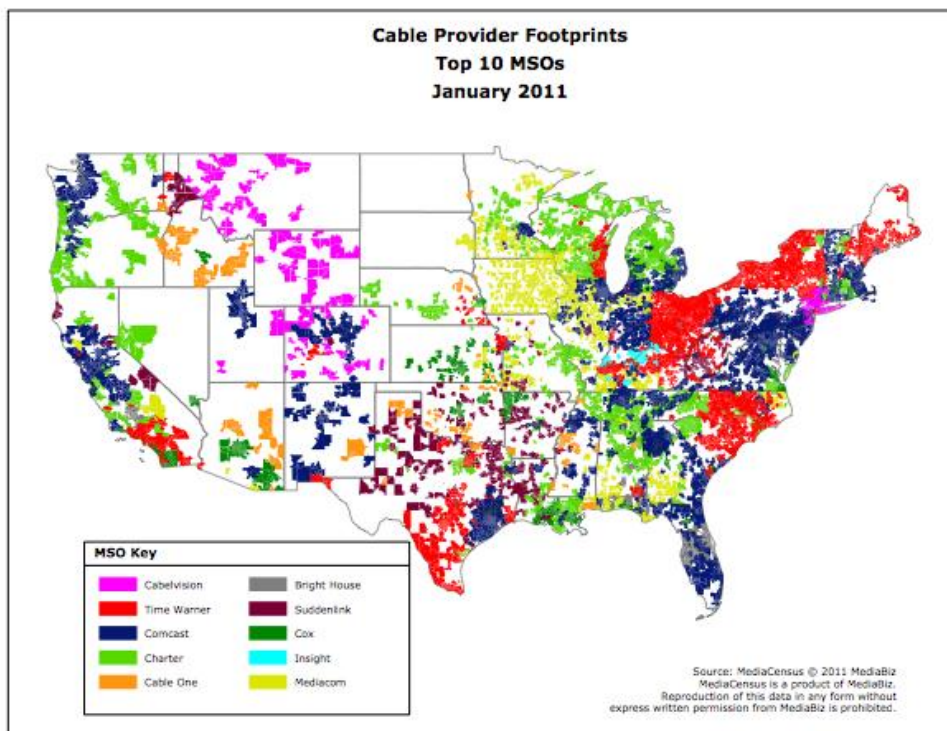 Cable Provider Footprints
Top 10 MSOs
January 2011
MSO Key
Cabelvision
Time Warner
Comcast
Charter
Cable One
Bright House
Suddenlink
Cox
Insight
Mediacom
Source: MediaCensus © 2011 MediaBiz
MediaCensus is a product of MediaBiz.
Reproduction of this data in any form without
express written permission from MediaBiz is prohibited.